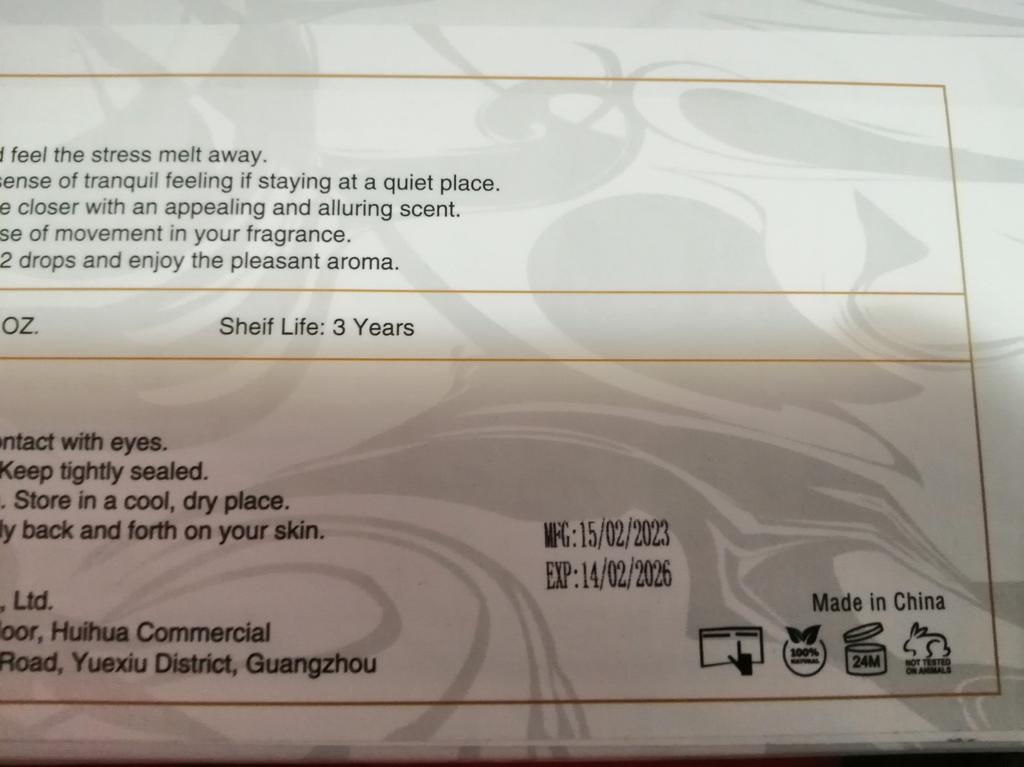 feel the stress melt away.
sense of tranquil feeling if staying at a quiet place.
e closer with an appealing and alluring scent.
se of movement in your fragrance.
2 drops and enjoy the pleasant aroma.
OZ. Sheif Life: 3 Years
ontact with eyes.
Keep tightly sealed.
. Store in a cool, dry place.
ly back and forth on your skin.
MFG:15/02/2023
EXP:14/02/2026
, Ltd.
loor, Huihua Commercial
Road, Yuexiu District, Guangzhou
Made in China
100%
NATURAL
24M
NOT TESTED
ON ANIMALS